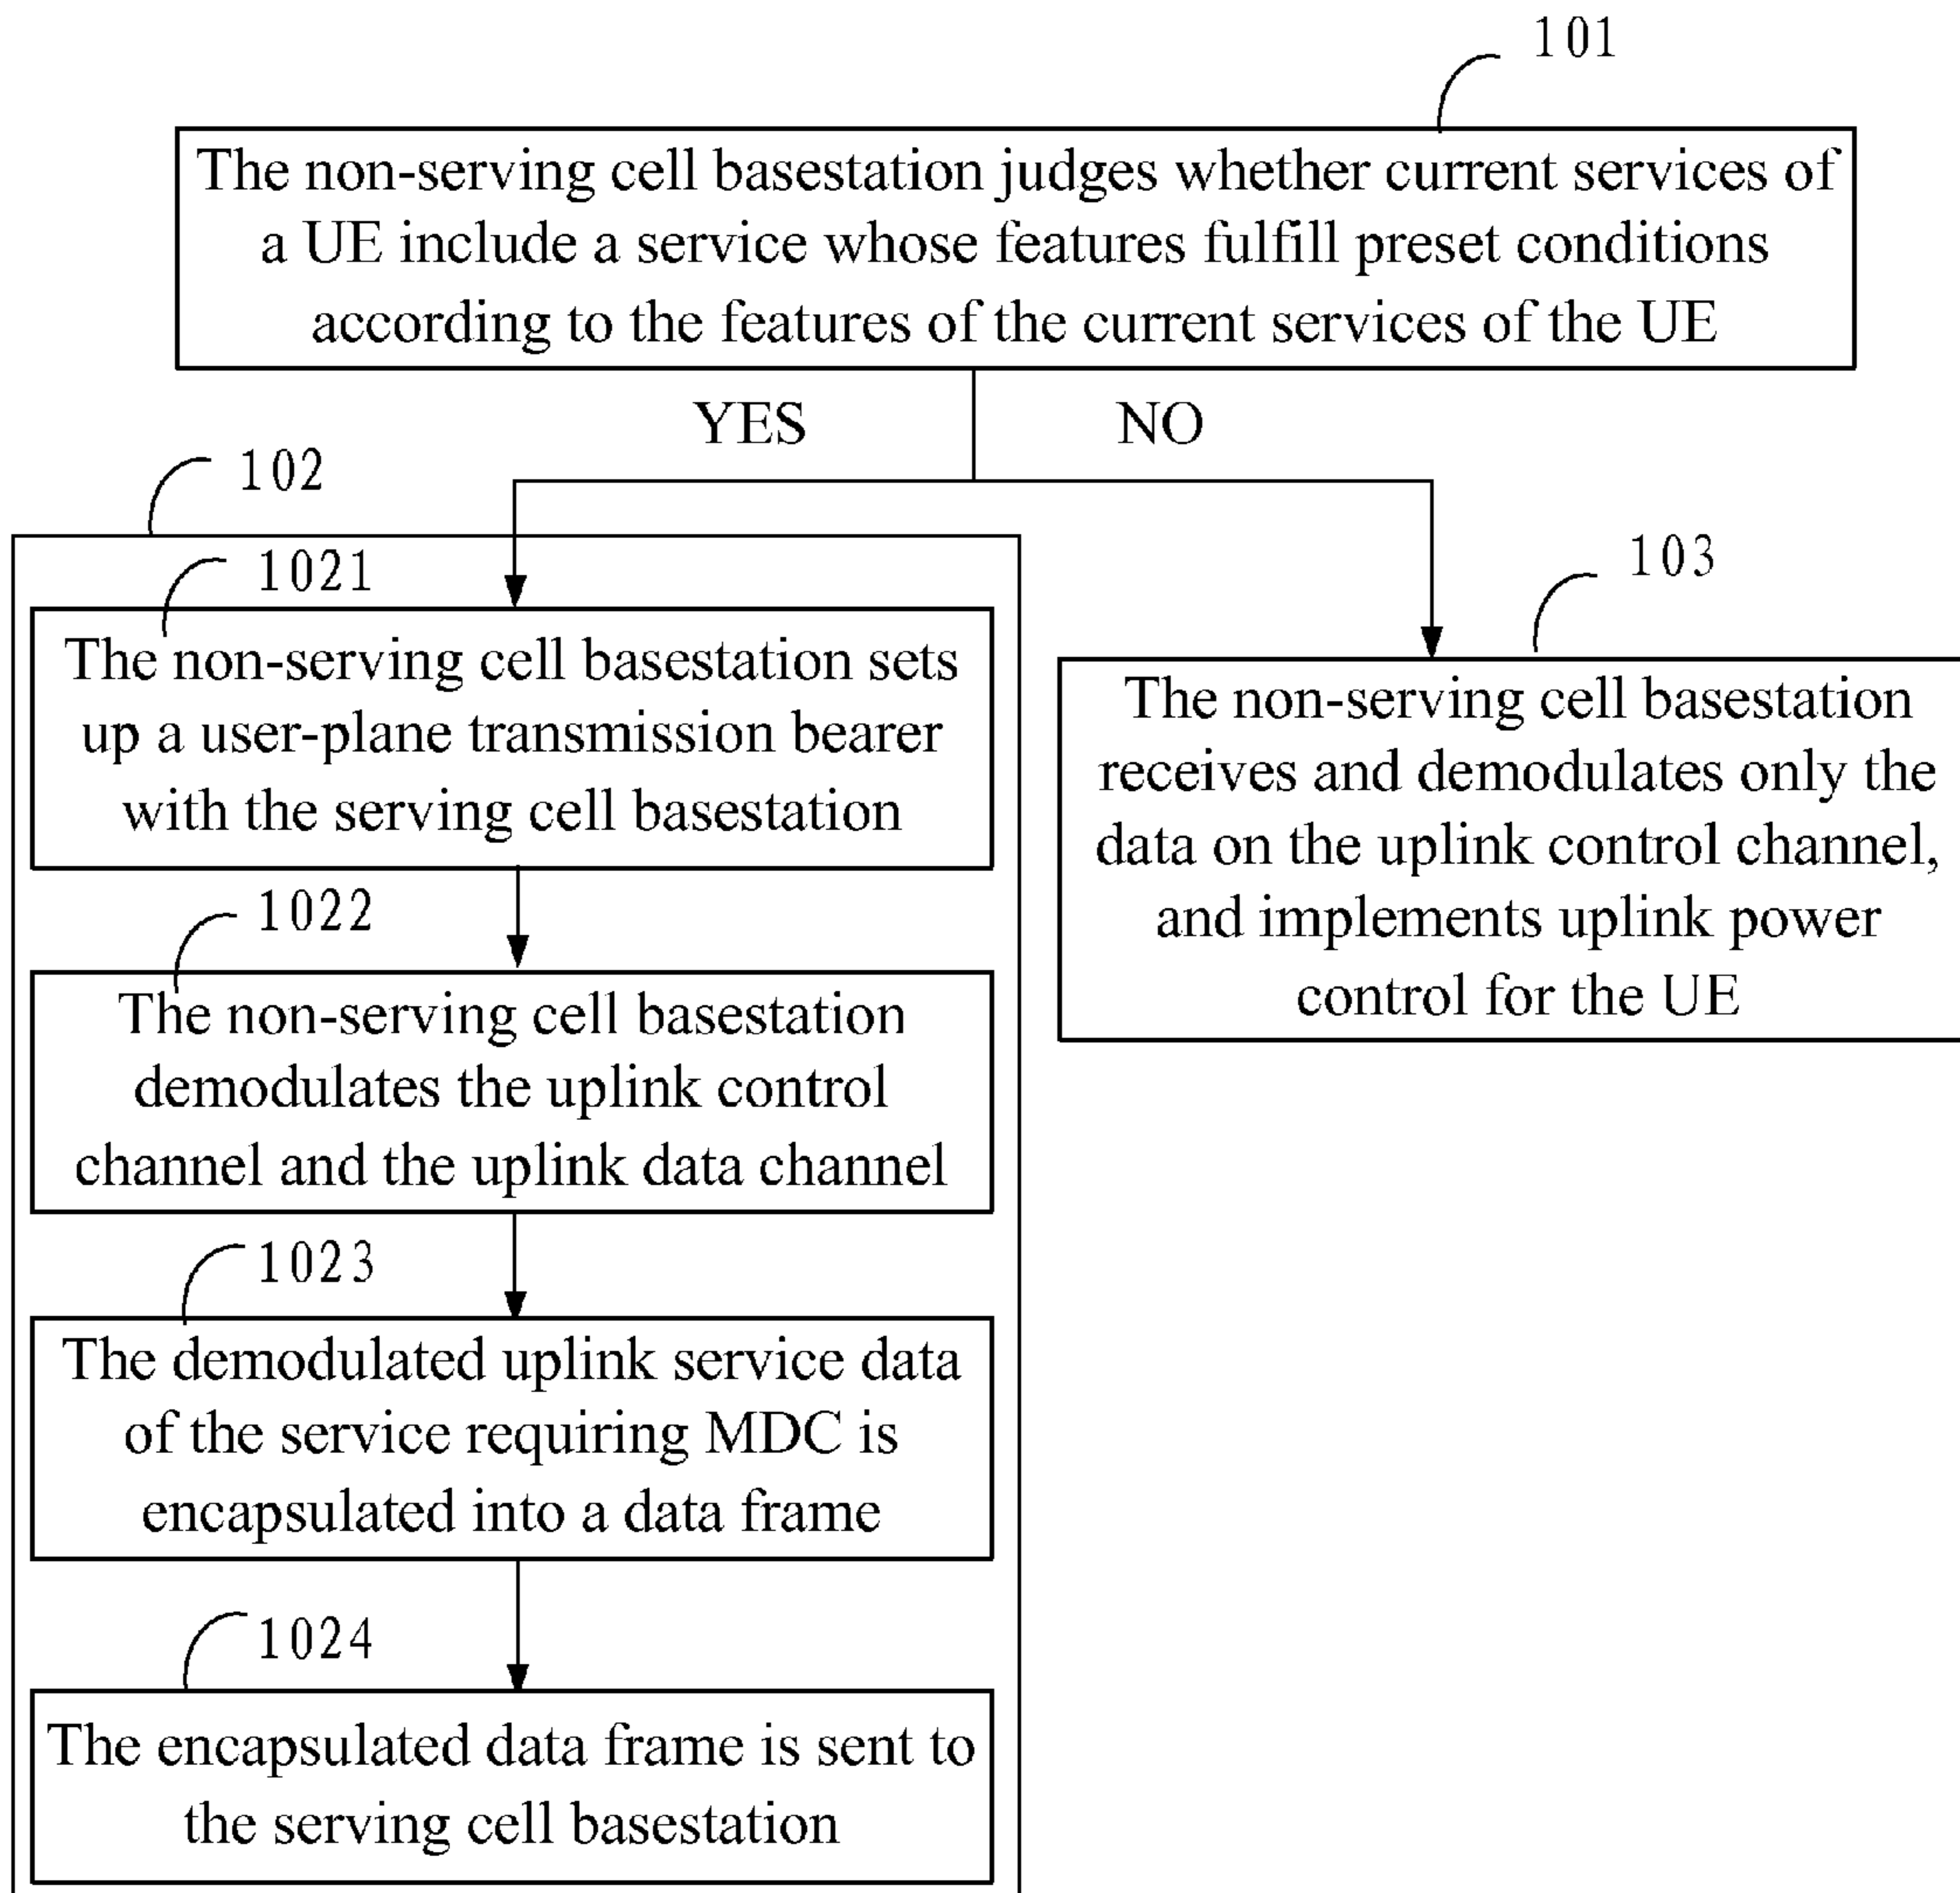 101
The non-serving cell basestation judges whether current services of
a UE include a service whose features fulfill preset conditions
according to the features of the current services of the UE
YES
NO
102
1021
The non-serving cell basestation sets
up a user-plane transmission bearer
with the serving cell basestation
1022
The non-serving cell basestation
demodulates the uplink control
channel and the uplink data channel
1023
The demodulated uplink service data
of the service requiring MDC is
encapsulated into a data frame
1024
The encapsulated data frame is sent to
the serving cell basestation
103
The non-serving cell basestation
receives and demodulates only the
data on the uplink control channel,
and implements uplink power
control for the UE